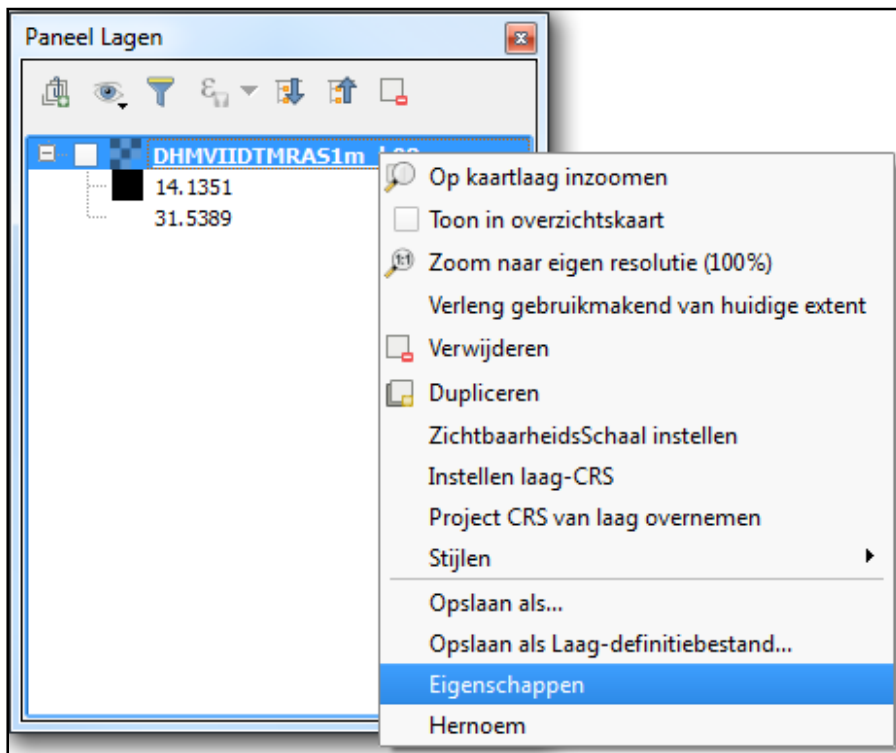 Paneel Lagen
DHMVIIDTMRAS1m
14.1351
31.5389
Op kaartlaag inzoomen
Toon in overzichtskaart
1:1
Zoom naar eigen resolutie (100%)
Verleng gebruikmakend van huidige extent
Verwijderen
Dupliceren
ZichtbaarheidsSchaal instellen
Instellen laag-CRS
Project CRS van laag overnemen
Stijlen
Opslaan als...
Opslaan als Laag-definitiebestand...
Eigenschappen
Hernoem